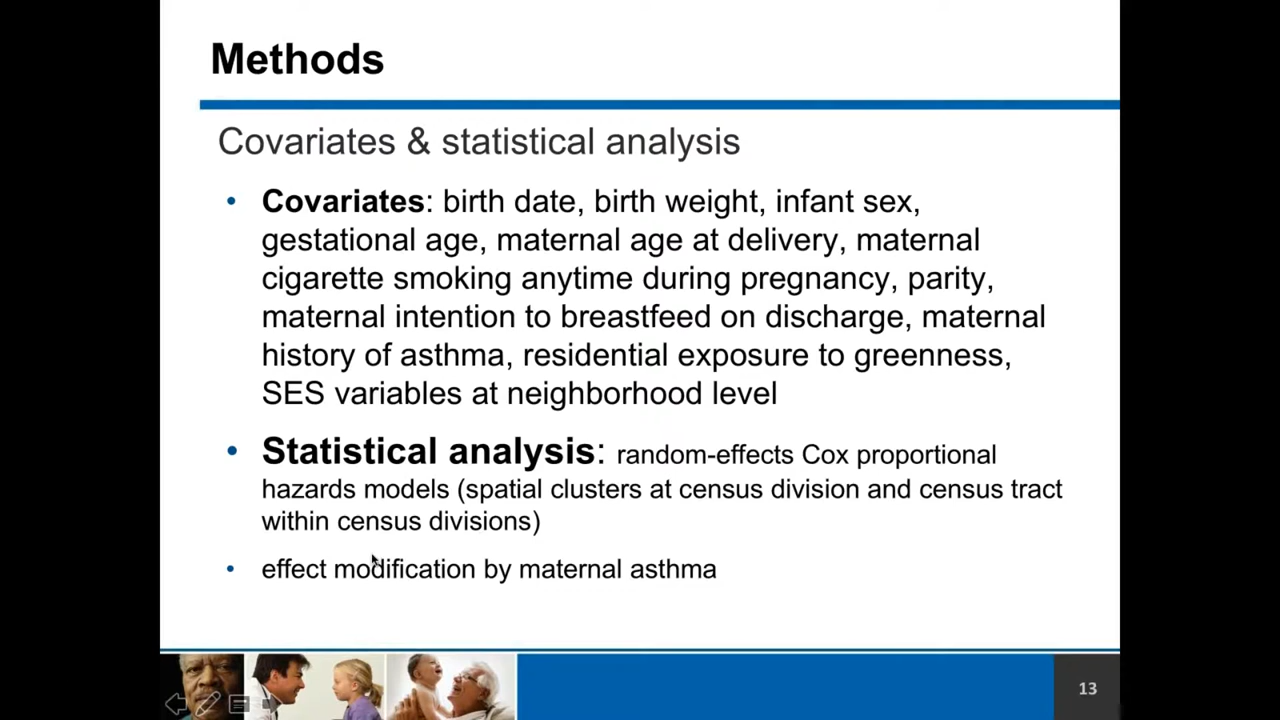 Methods
Covariates & statistical analysis
• Covariates: birth date, birth weight, infant sex,
gestational age, maternal age at delivery, maternal
cigarette smoking anytime during pregnancy, parity,
maternal intention to breastfeed on discharge, maternal
history of asthma, residential exposure to greenness,
SES variables at neighborhood level
• Statistical analysis: random-effects Cox proportional
hazards models (spatial clusters at census division and census tract
within census divisions)
• effect modification by maternal asthma
13